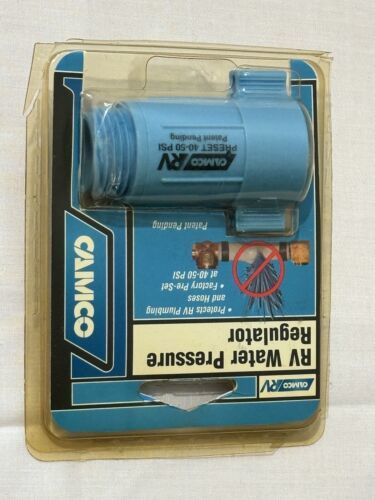 CAMCO/RV
RV Water Pressure
Regulator
• Protects RV Plumbing
and Hoses
• Factory Pre-Set
at 40-50 PSI
Patent Pending
CAMCO
CAMCO/RV
PRESET 40-50 PSI
Patent Pending